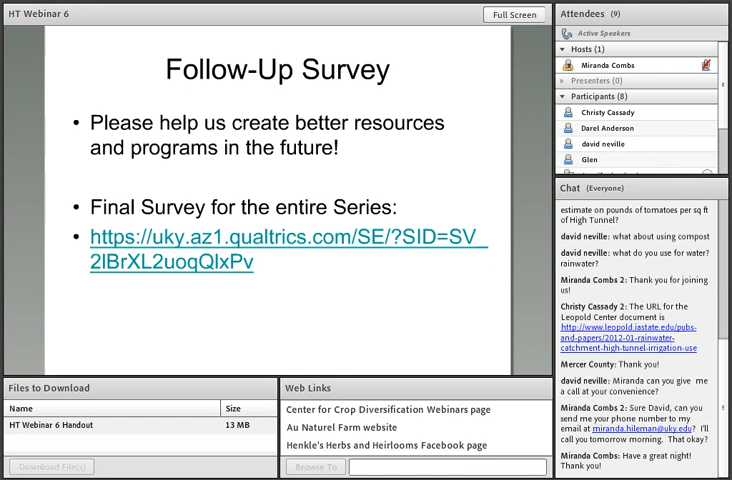 HT Webinar 6
Full Screen
Follow-Up Survey
• Please help us create better resources
and programs in the future!
• Final Survey for the entire Series:
• https://uky.az1.qualtrics.com/SE/?SID=SV_
2lBrXL2uoqQlxPv
Files to Download
Name Size
HT Webinar 6 Handout 13 MB
Download File(s)
Web Links
Center for Crop Diversification Webinars page
Au Naturel Farm website
Henkle's Herbs and Heirlooms Facebook page
Browse To
Attendees (9)
Active Speakers
Hosts (1)
Miranda Combs
Presenters (0)
Participants (8)
Christy Cassady
Darel Anderson
david neville
Glen
Chat (Everyone)
estimate on pounds of tomatoes per sq ft
of High Tunnel?
david neville: what about using compost
david neville: what do you use for water?
rainwater?
Miranda Combs 2: Thank you for joining
us!
Christy Cassady 2: The URL for the
Leopold Center document is
http://www.leopold.iastate.edu/pubs-
and-papers/2012-01-rainwater-
catchment-high-tunnel-irrigation-use
Mercer County: Thank you!
david neville: Miranda can you give me
a call at your convenience?
Miranda Combs 2: Sure David, can you
send me your phone number to my
email at miranda.hileman@uky.edu? I'll
call you tomorrow morning. That okay?
Miranda Combs: Have a great night!
Thank you!